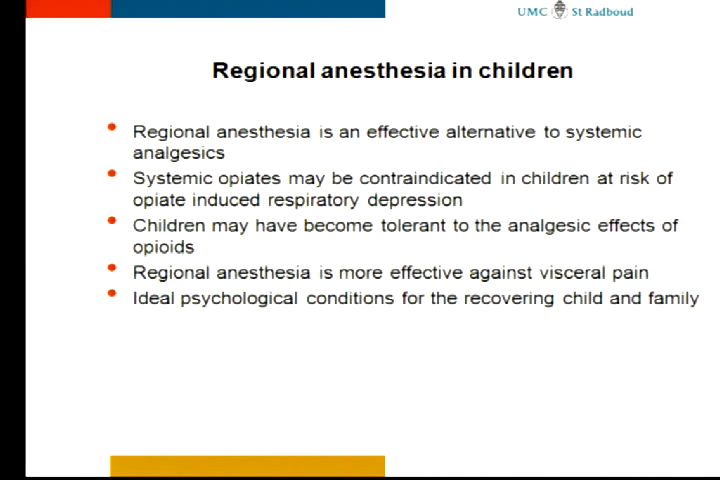 UMC St Radboud
Regional anesthesia in children
• Regional anesthesia is an effective alternative to systemic
analgesics
• Systemic opiates may be contraindicated in children at risk of
opiate induced respiratory depression
• Children may have become tolerant to the analgesic effects of
opioids
• Regional anesthesia is more effective against visceral pain
• Ideal psychological conditions for the recovering child and family